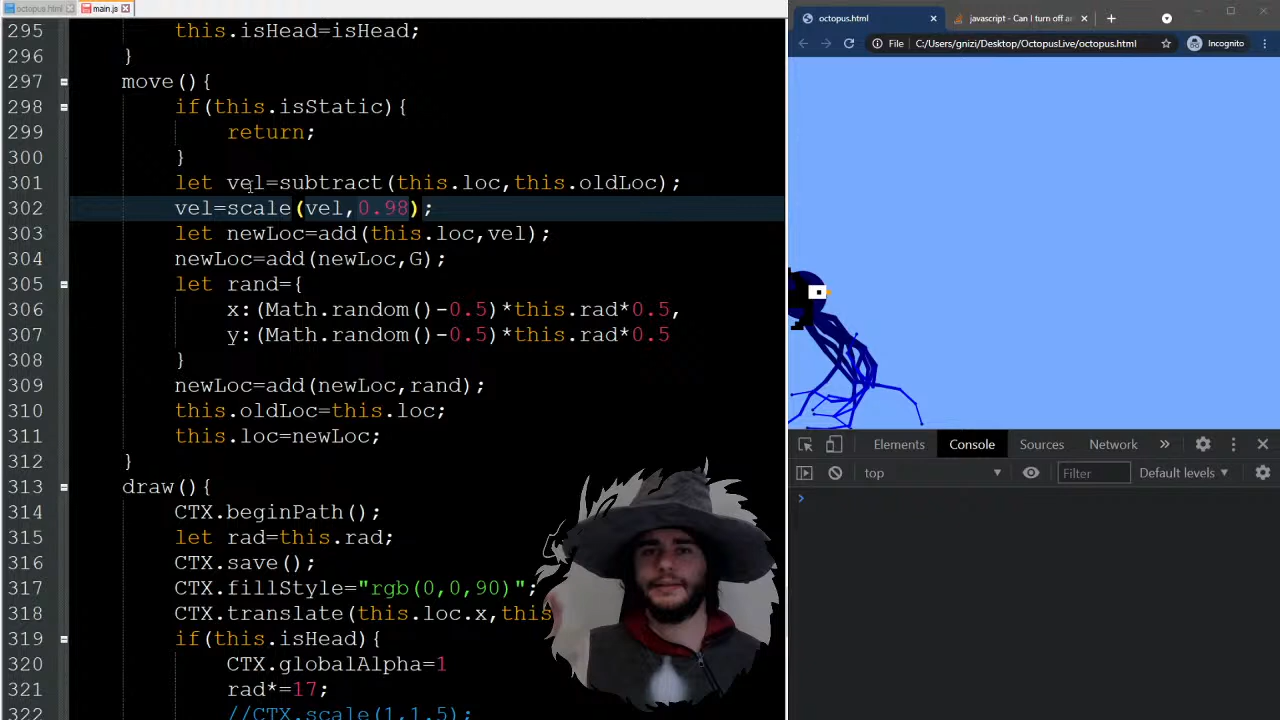 octopus.html
main.js
295 this.isHead=isHead;
296 }
297 move(){
298 if(this.isStatic){
299 return;
300 }
301 let vel=subtract(this.loc,this.oldLoc);
302 vel=scale(vel,0.98);
303 let newLoc=add(this.loc,vel);
304 newLoc=add(newLoc,G);
305 let rand={
306 x:(Math.random()-0.5)*this.rad*0.5,
307 y:(Math.random()-0.5)*this.rad*0.5
308 }
309 newLoc=add(newLoc,rand);
310 this.oldLoc=this.loc;
311 this.loc=newLoc;
312 }
313 draw(){
314 CTX.beginPath();
315 let rad=this.rad;
316 CTX.save();
317 CTX.fillStyle="rgb(0,0,90)";
318 CTX.translate(this.loc.x,this
319 if(this.isHead){
320 CTX.globalAlpha=1
321 rad*=17;
322 //CTX.scale(1,1.5);
octopus.html
javascript - Can I turn off an
File C:/Users/gnizi/Desktop/OctopusLive/octopus.html
Incognito
Elements Console Sources Network
top Filter Default levels